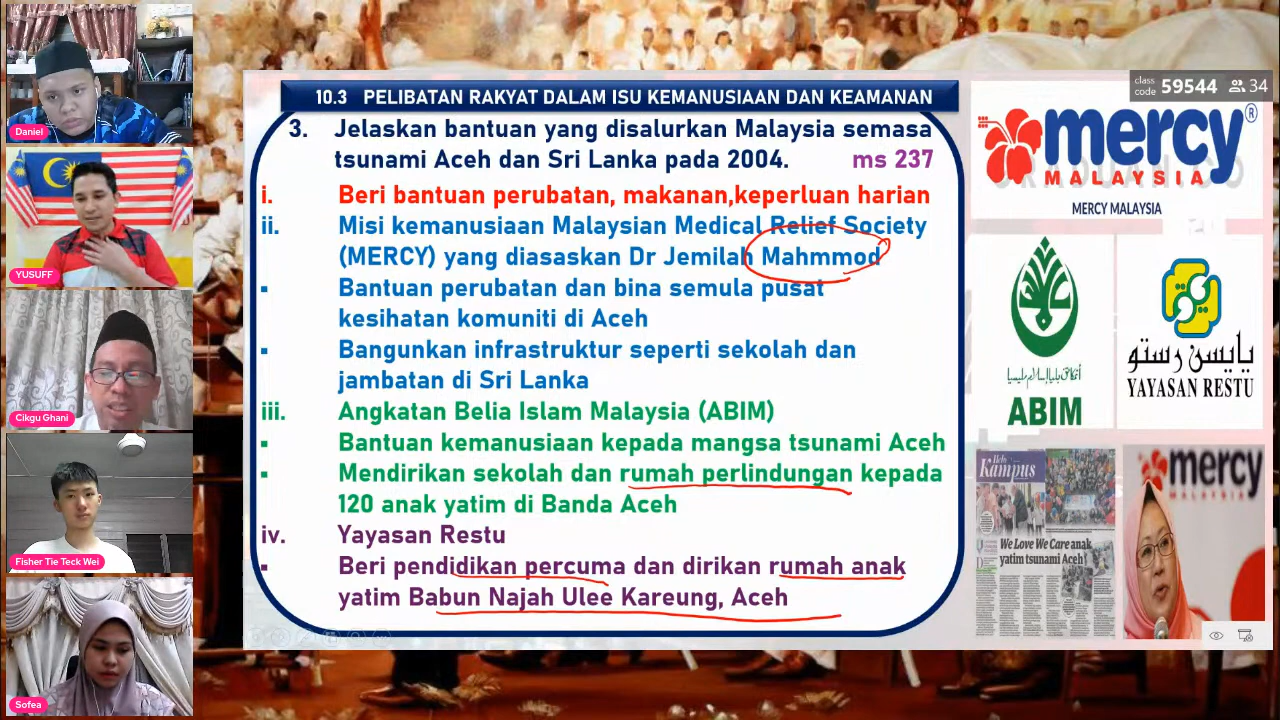 Daniel
YUSUFF
Cikgu Ghani
Fisher Tie Teck Wei
Sofea
10.3 PELIBATAN RAKYAT DALAM ISU KEMANUSIAAN DAN KEAMANAN
3. Jelaskan bantuan yang disalurkan Malaysia semasa
tsunami Aceh dan Sri Lanka pada 2004. ms 237
i. Beri bantuan perubatan, makanan,keperluan harian
ii. Misi kemanusiaan Malaysian Medical Relief Society
(MERCY) yang diasaskan Dr Jemilah Mahmmod
▪ Bantuan perubatan dan bina semula pusat
kesihatan komuniti di Aceh
▪ Bangunkan infrastruktur seperti sekolah dan
jambatan di Sri Lanka
iii. Angkatan Belia Islam Malaysia (ABIM)
▪ Bantuan kemanusiaan kepada mangsa tsunami Aceh
▪ Mendirikan sekolah dan rumah perlindungan kepada
120 anak yatim di Banda Aceh
iv. Yayasan Restu
▪ Beri pendidikan percuma dan dirikan rumah anak
yatim Babun Najah Ulee Kareung, Aceh
class
code 59544 34
mercy®
MALAYSIA
MERCY MALAYSIA
ABIM
يايسن رستو
YAYASAN RESTU
Kampus
We Love We Care anak
yatim tsunami Aceh
mercy
MALAYSIA